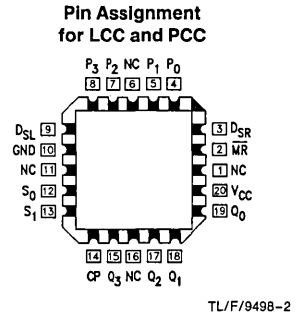 Pin Assignment
for LCC and PCC
P3 P2 NC P1 P0
8 7 6 5 4
DSL 9
GND 10
NC 11
S0 12
S1 13
3 DSR
2 M̅R̅
1 NC
20 VCC
19 Q0
14 15 16 17 18
CP Q3 NC Q2 Q1
TL/F/9498-2